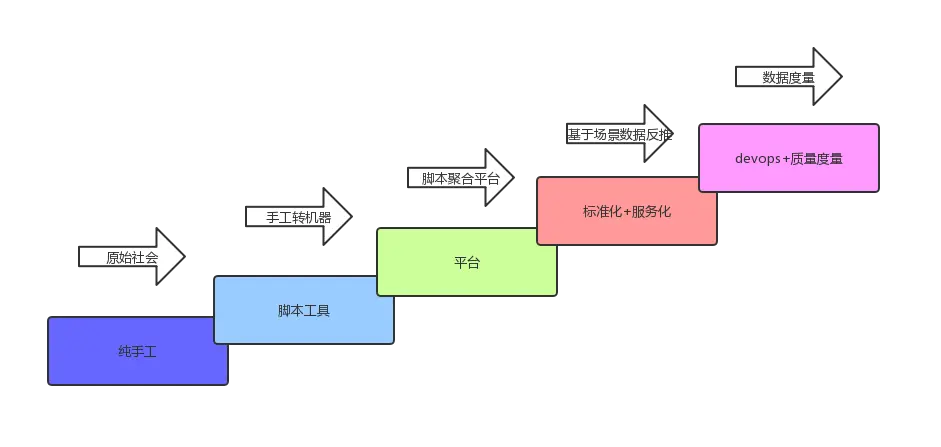 数据度量
基于场景数据反推
devops+质量度量
脚本聚合平台
标准化+服务化
手工转机器
平台
原始社会
脚本工具
纯手工